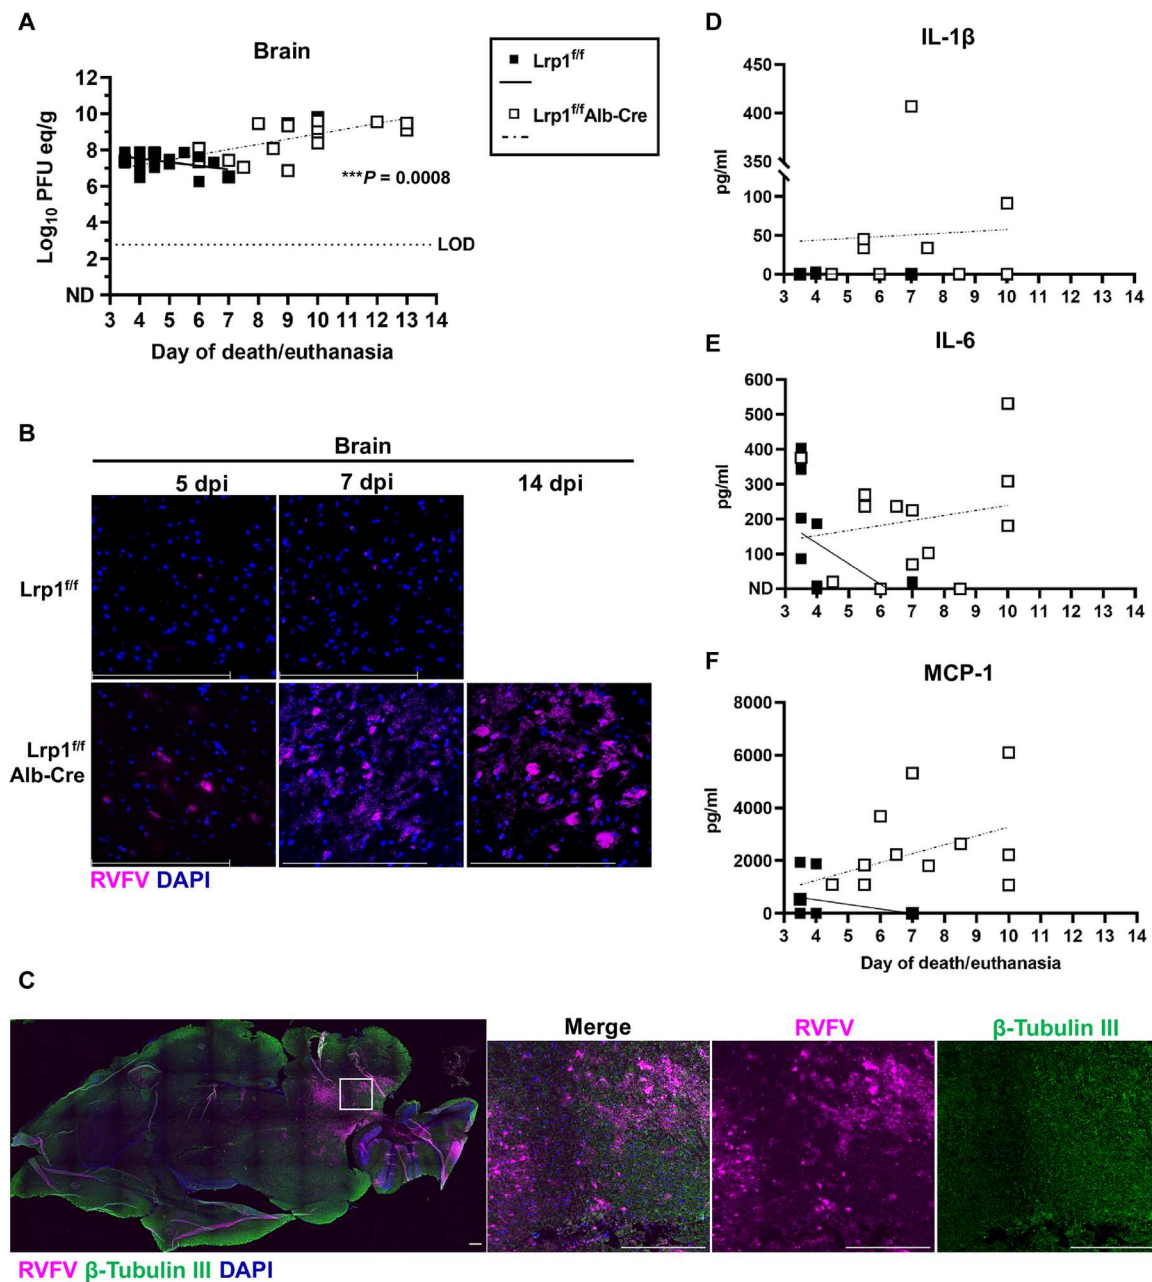 A
Brain
Lrp1f/f
Lrp1f/fAlb-Cre
12
10
8
6
4
2
ND
Log10 PFU eq/g
***P = 0.0008
LOD
3 4 5 6 7 8 9 10 11 12 13 14
Day of death/euthanasia
B
Brain
5 dpi 7 dpi 14 dpi
Lrp1f/f
Lrp1f/f
Alb-Cre
RVFV DAPI
D
IL-1β
450
400
350
100
50
0
pg/ml
3 4 5 6 7 8 9 10 11 12 13 14
E
IL-6
600
500
400
300
200
100
ND
pg/ml
3 4 5 6 7 8 9 10 11 12 13 14
F
MCP-1
8000
6000
4000
2000
0
pg/ml
3 4 5 6 7 8 9 10 11 12 13 14
Day of death/euthanasia
C
Merge RVFV β-Tubulin III
RVFV β-Tubulin III DAPI